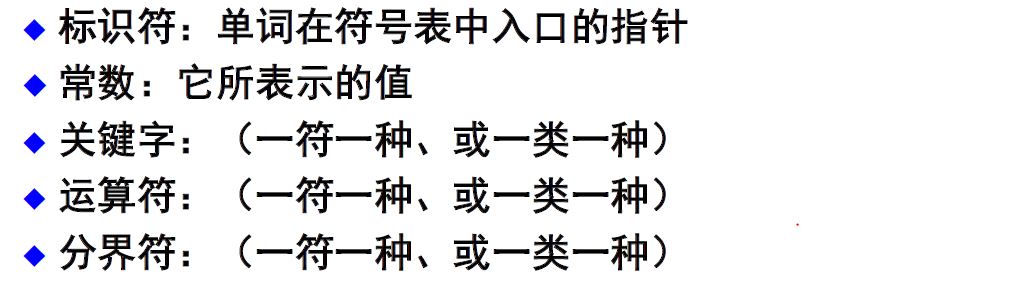 ◆ 标识符：单词在符号表中入口的指针
◆ 常数：它所表示的值
◆ 关键字：（一符一种、或一类一种）
◆ 运算符：（一符一种、或一类一种）
◆ 分界符：（一符一种、或一类一种）